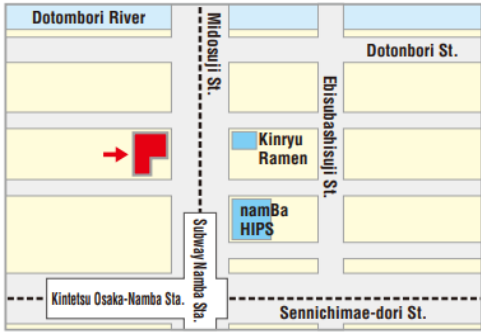 Dotombori River
Midosuji St.
Dotonbori St.
Ebisubashisuji St.
Kinryu
Ramen
namBa
HIPS
Subway Namba Sta.
Kintetsu Osaka-Namba Sta.
Sennichimae-dori St.